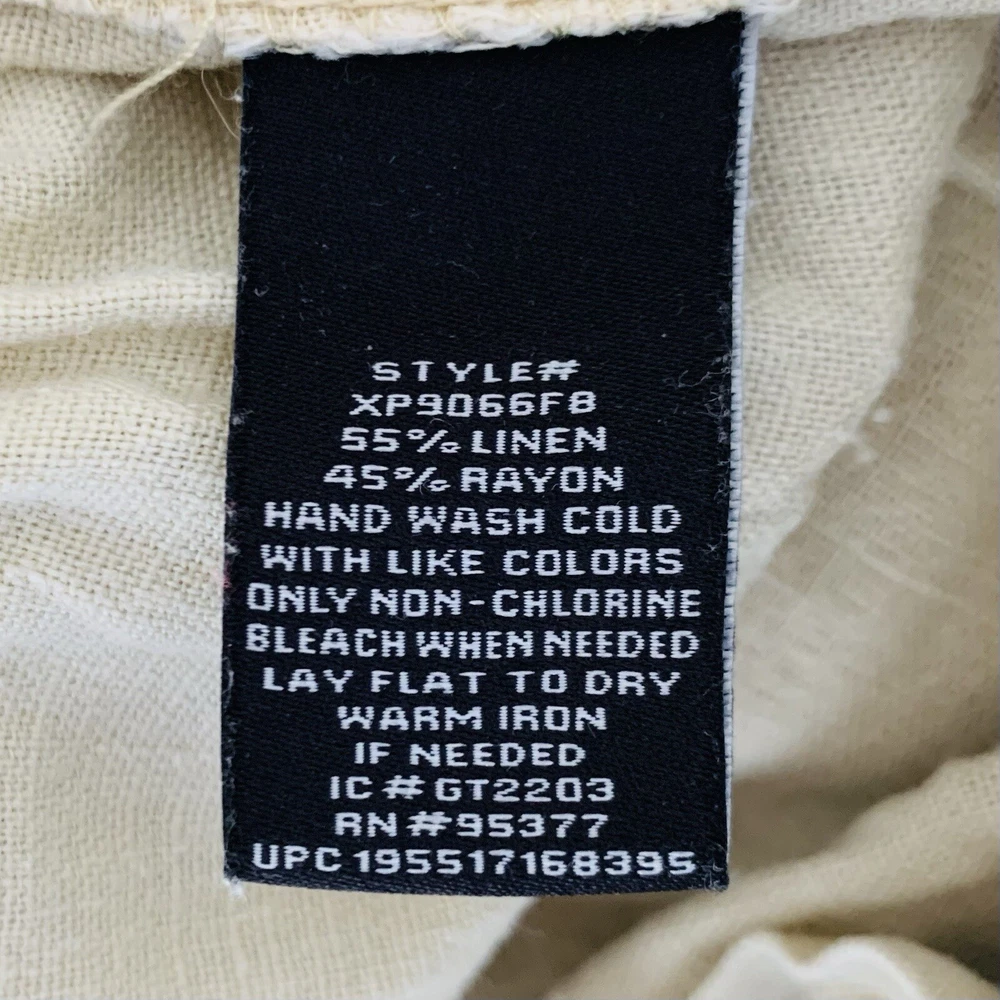 STYLE#
XP9066F8
55% LINEN
45% RAYON
HAND WASH COLD
WITH LIKE COLORS
ONLY NON-CHLORINE
BLEACH WHEN NEEDED
LAY FLAT TO DRY
WARM IRON
IF NEEDED
IC # GT2203
RN # 95377
UPC 195517168395